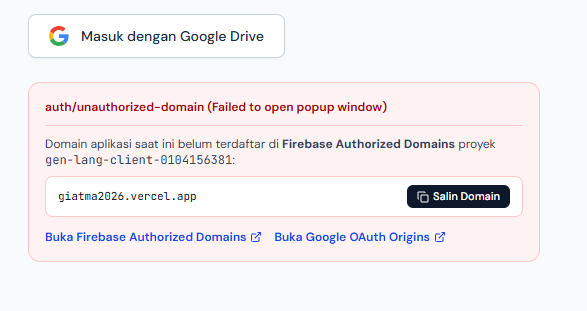 Masuk dengan Google Drive
auth/unauthorized-domain (Failed to open popup window)
Domain aplikasi saat ini belum terdaftar di Firebase Authorized Domains proyek
gen-lang-client-0104156381:
giatma2026.vercel.app
Salin Domain
Buka Firebase Authorized Domains
Buka Google OAuth Origins